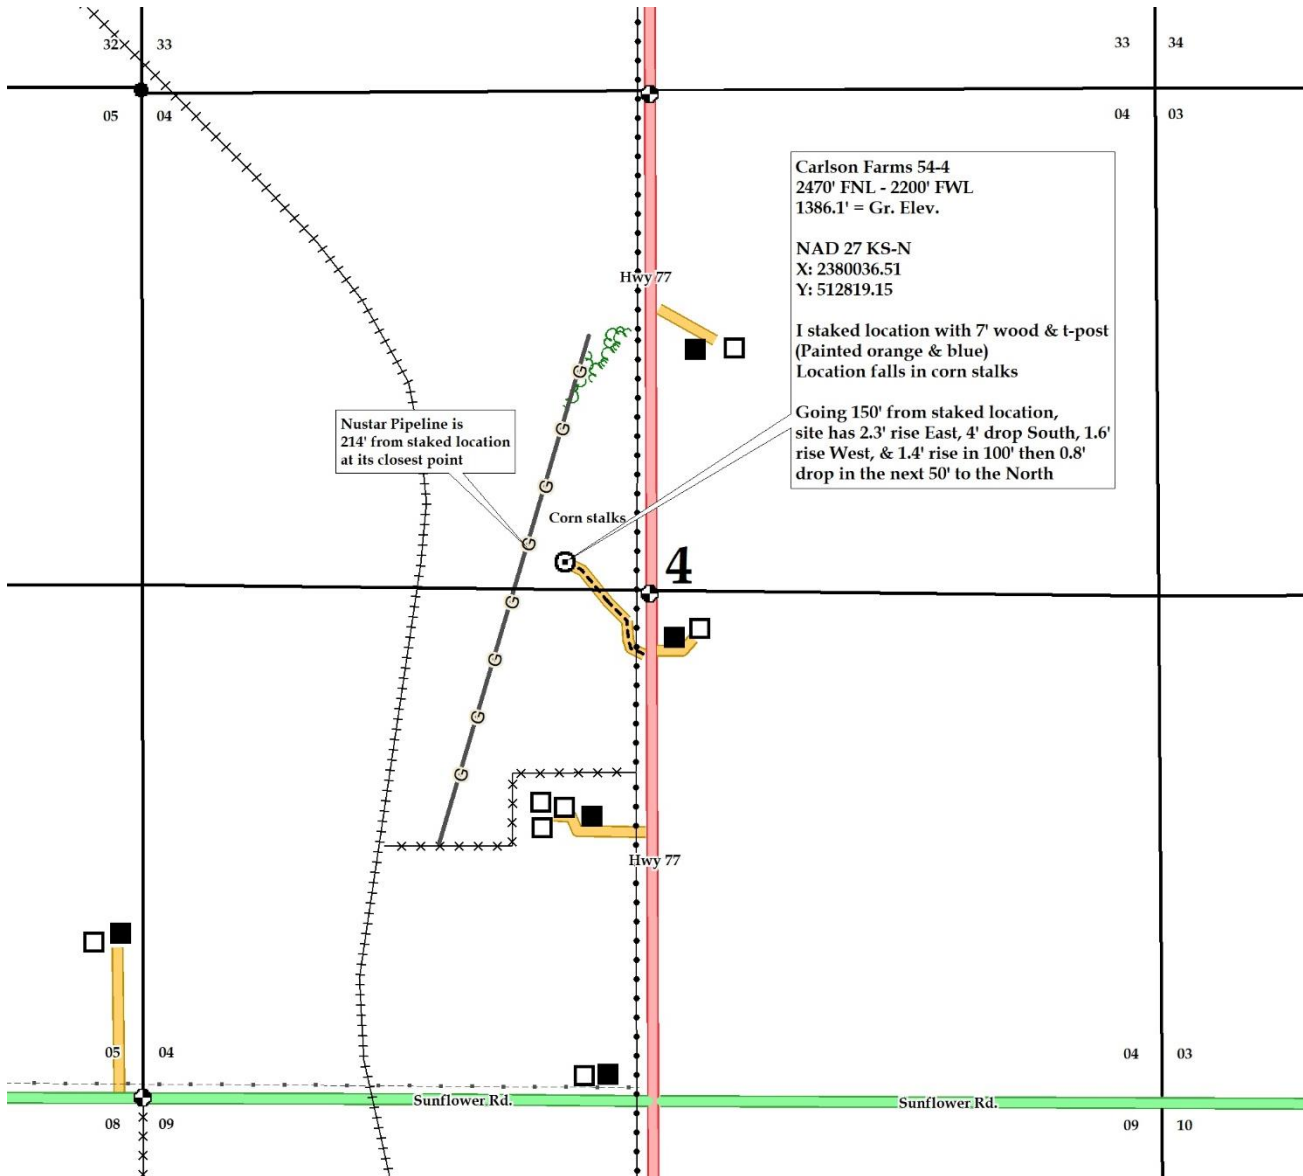 32 33
33 34
05 04
04 03
Carlson Farms 54-4
2470' FNL - 2200' FWL
1386.1' = Gr. Elev.
NAD 27 KS-N
X: 2380036.51
Y: 512819.15
I staked location with 7' wood & t-post
(Painted orange & blue)
Location falls in corn stalks
Going 150' from staked location,
site has 2.3' rise East, 4' drop South, 1.6'
rise West, & 1.4' rise in 100' then 0.8'
drop in the next 50' to the North
Hwy 77
G
Nustar Pipeline is
214' from staked location
at its closest point
G
G
Corn stalks
G
4
G
G
G
G
Hwy 77
05 04
04 03
Sunflower Rd.
Sunflower Rd.
08 09
09 10